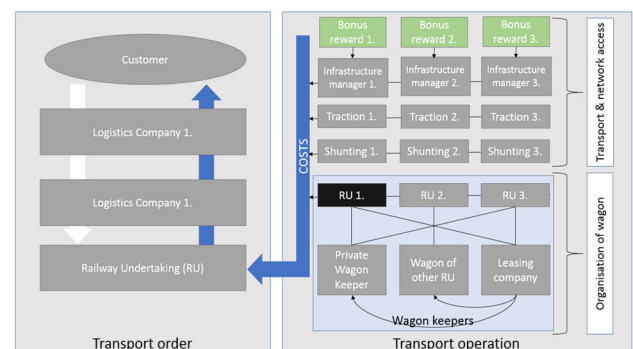 Customer
Logistics Company 1.
Logistics Company 1.
Railway Undertaking (RU)
Transport order
COSTS
Bonus
reward 1.
Bonus
reward 2.
Bonus
reward 3.
Infrastructure
manager 1.
Infrastructure
manager 2.
Infrastructure
manager 3.
Traction 1.
Traction 2.
Traction 3.
Shunting 1.
Shunting 2.
Shunting 3.
RU 1.
RU 2.
RU 3.
Private
Wagon
Keeper
Wagon of
other RU
Leasing
company
Wagon keepers
Transport operation
Transport & network access
Organisation of wagon